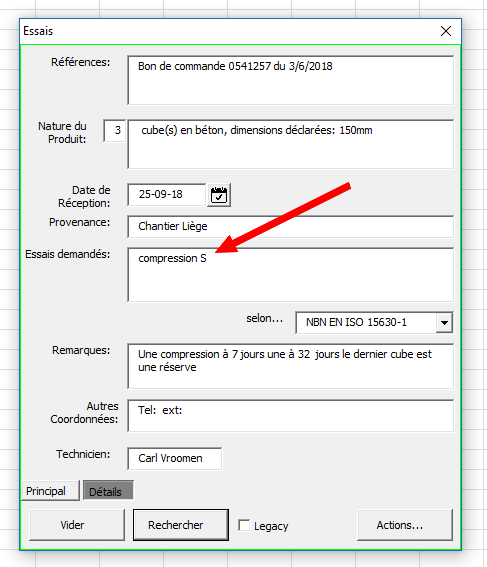 Essais
Références:
Bon de commande 0541257 du 3/6/2018
Nature du
Produit:
3
cube(s) en béton, dimensions déclarées: 150mm
Date de
Réception:
25-09-18
Provenance:
Chantier Liège
Essais demandés:
compression S
selon...
NBN EN ISO 15630-1
Remarques:
Une compression à 7 jours une à 32 jours le dernier cube est
une réserve
Autres
Coordonnées:
Tel: ext:
Technicien:
Carl Vroomen
Principal
Détails
Vider
Rechercher
Legacy
Actions...